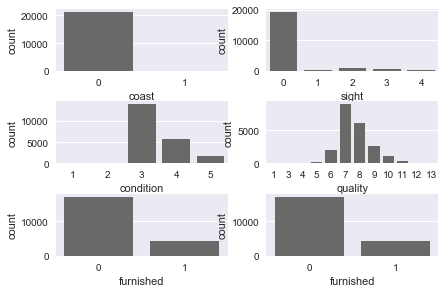 20000
10000
0
count
0 1
coast
20000
10000
0
count
0 1 2 3 4
sight
10000
5000
0
count
1 2 3 4 5
condition
5000
0
count
1 3 4 5 6 7 8 9 10 11 12 13
quality
10000
0
count
0 1
furnished
10000
0
count
0 1
furnished